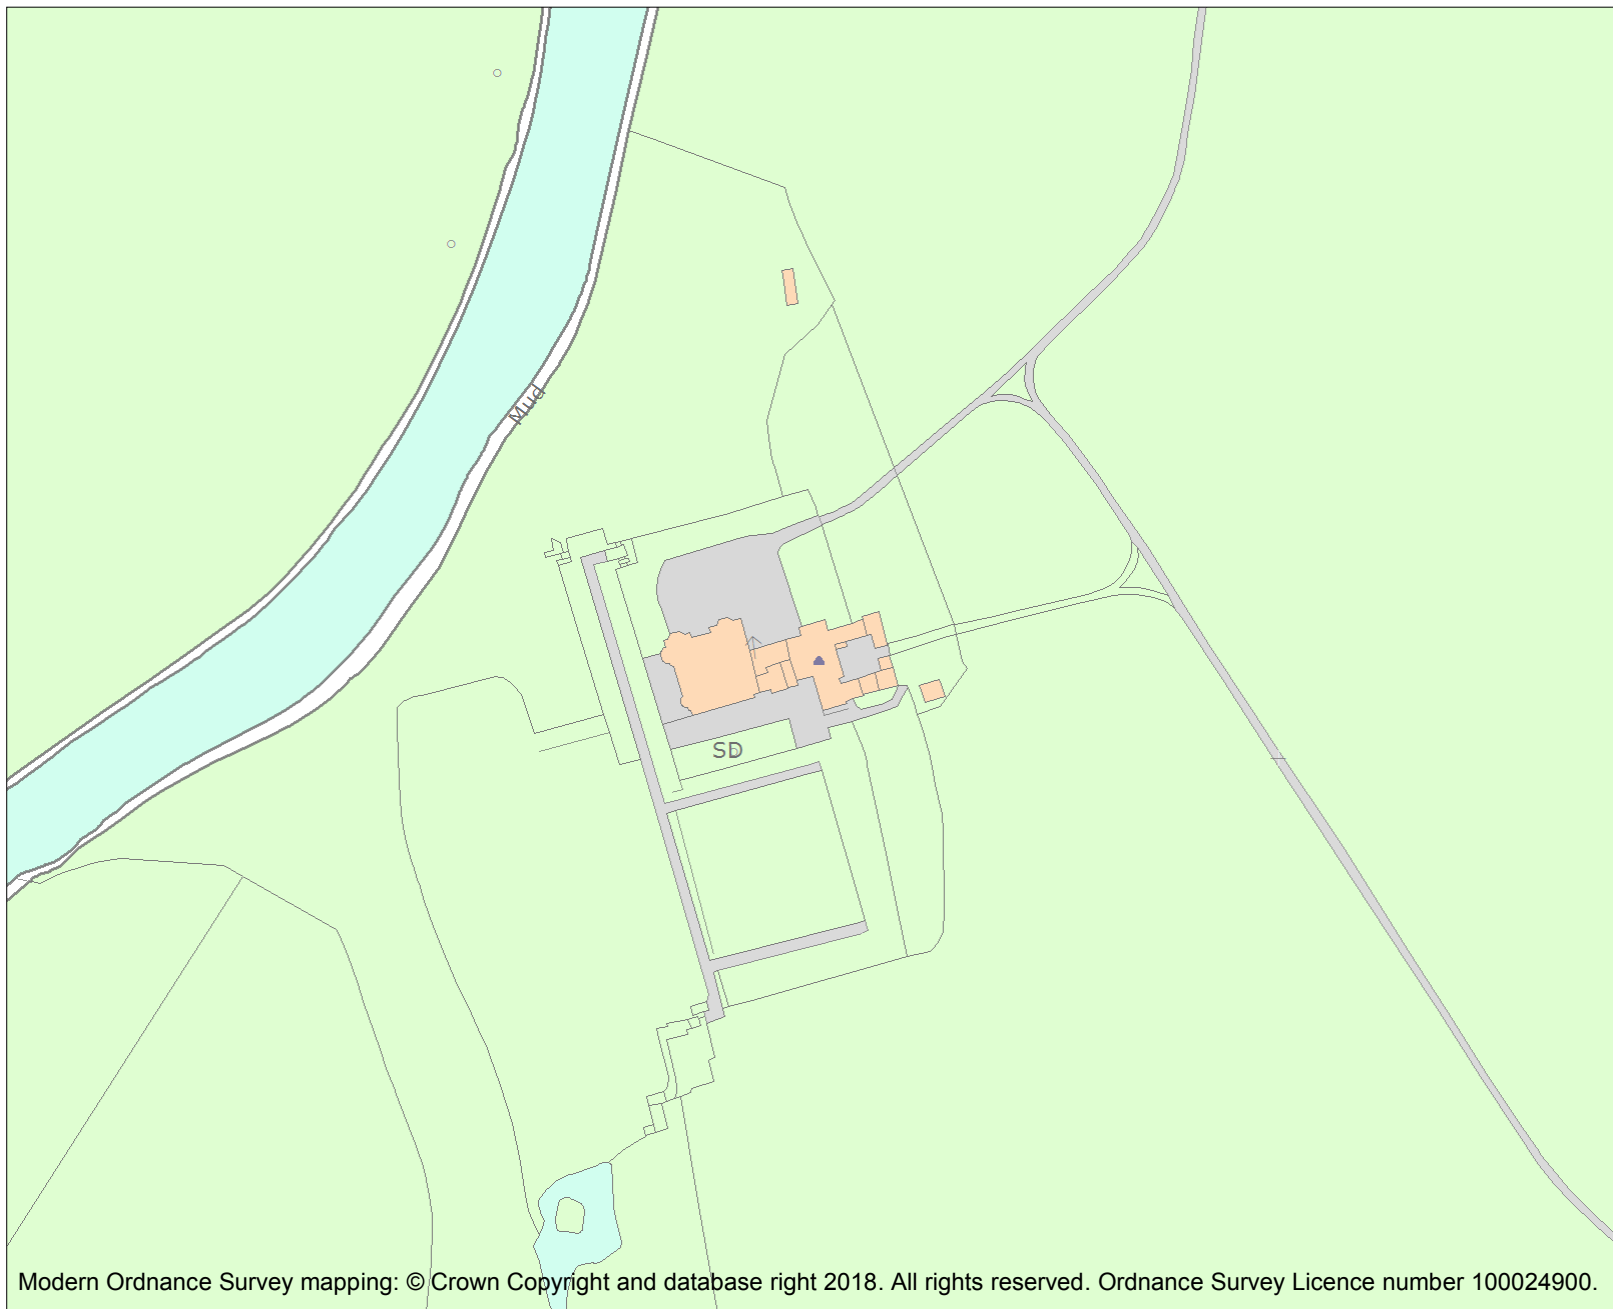 Mud
SD
Modern Ordnance Survey mapping: © Crown Copyright and database right 2018. All rights reserved. Ordnance Survey Licence number 100024900.